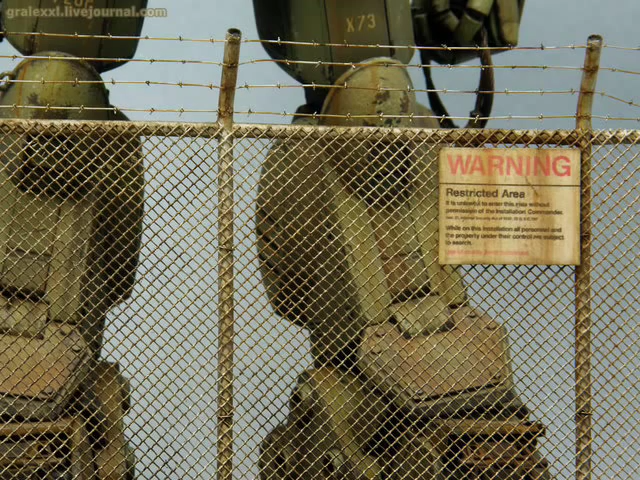 gralexxl.livejournal.com
X73
WARNING
Restricted Area
It is unlawful to enter this area without
permission of the Installation Commander.
While on this installation all personnel and
the property under their control are subject
to search.